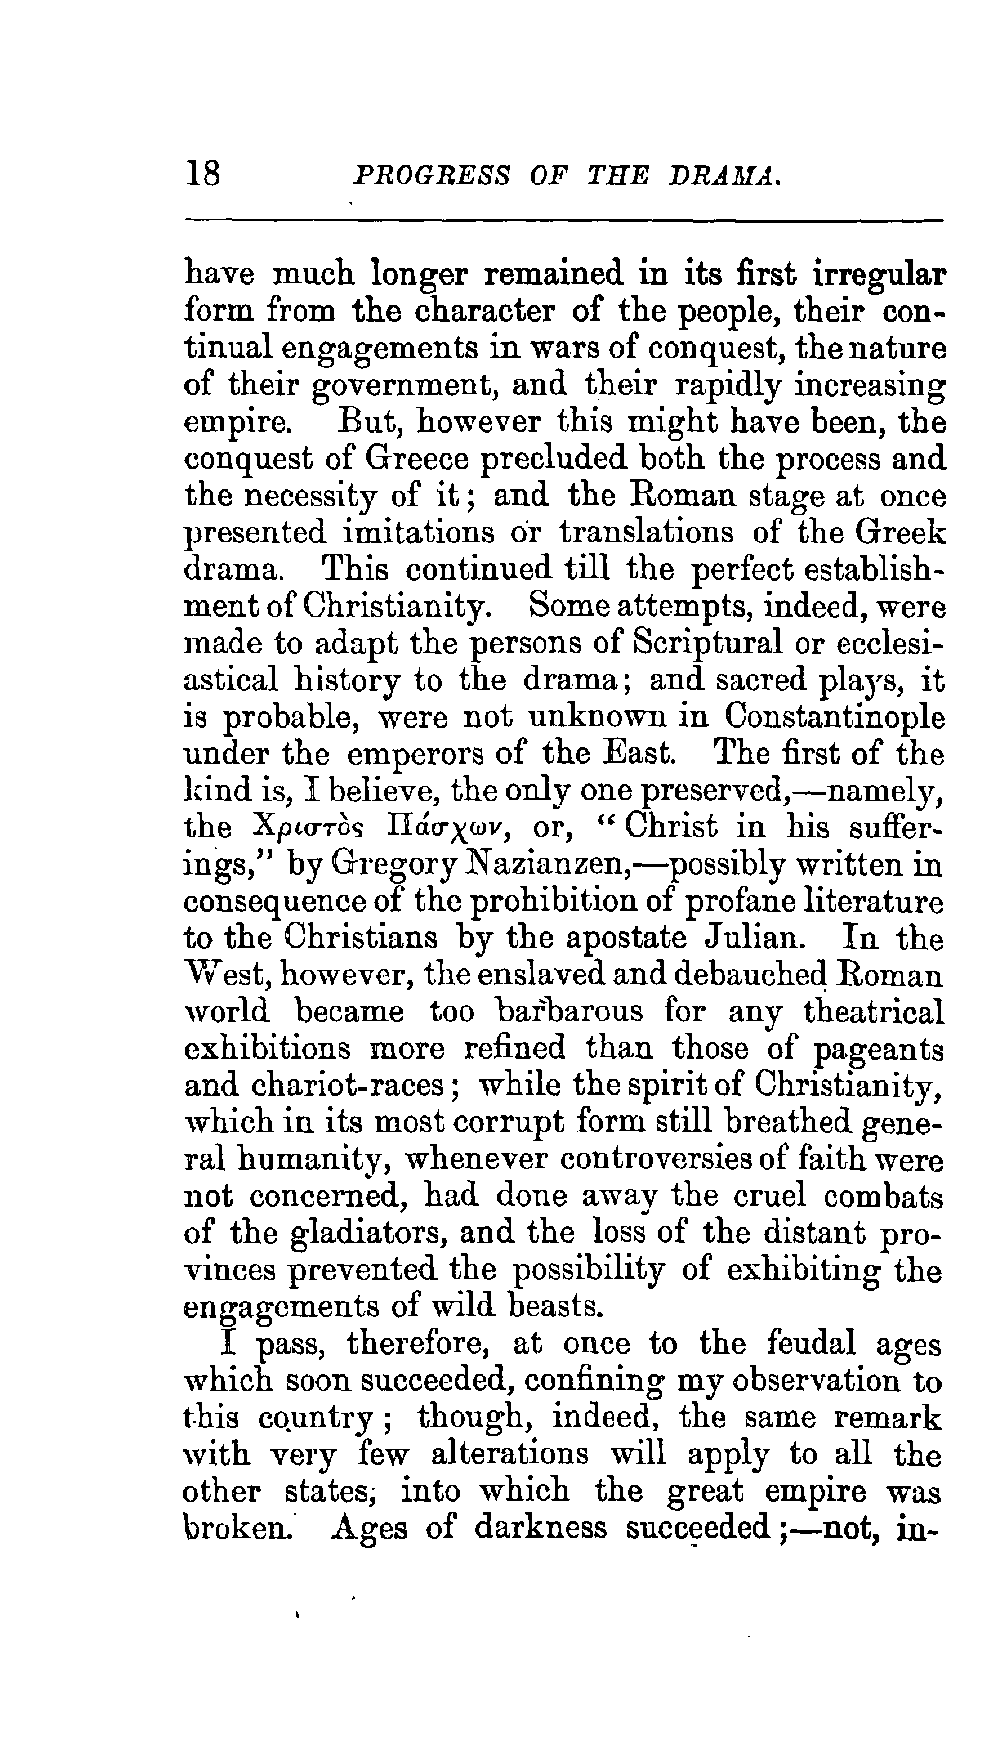 18 PROGRESS OF THE DRAMA.
have much longer remained in its first irregular
form from the character of the people, their con-
tinual engagements in wars of conquest, the nature
of their government, and their rapidly increasing
empire. But, however this might have been, the
conquest of Greece precluded both the process and
the necessity of it; and the Roman stage at once
presented imitations or translations of the Greek
drama. This continued till the perfect establish-
ment of Christianity. Some attempts, indeed, were
made to adapt the persons of Scriptural or ecclesi-
astical history to the drama; and sacred plays, it
is probable, were not unknown in Constantinople
under the emperors of the East. The first of the
kind is, I believe, the only one preserved,—namely,
the Χριστὸς Πάσχων, or, “Christ in his suffer-
ings,” by Gregory Nazianzen,—possibly written in
consequence of the prohibition of profane literature
to the Christians by the apostate Julian. In the
West, however, the enslaved and debauched Roman
world became too barbarous for any theatrical
exhibitions more refined than those of pageants
and chariot-races; while the spirit of Christianity,
which in its most corrupt form still breathed gene-
ral humanity, whenever controversies of faith were
not concerned, had done away the cruel combats
of the gladiators, and the loss of the distant pro-
vinces prevented the possibility of exhibiting the
engagements of wild beasts.
I pass, therefore, at once to the feudal ages
which soon succeeded, confining my observation to
this country; though, indeed, the same remark
with very few alterations will apply to all the
other states, into which the great empire was
broken. Ages of darkness succeeded;—not, in-